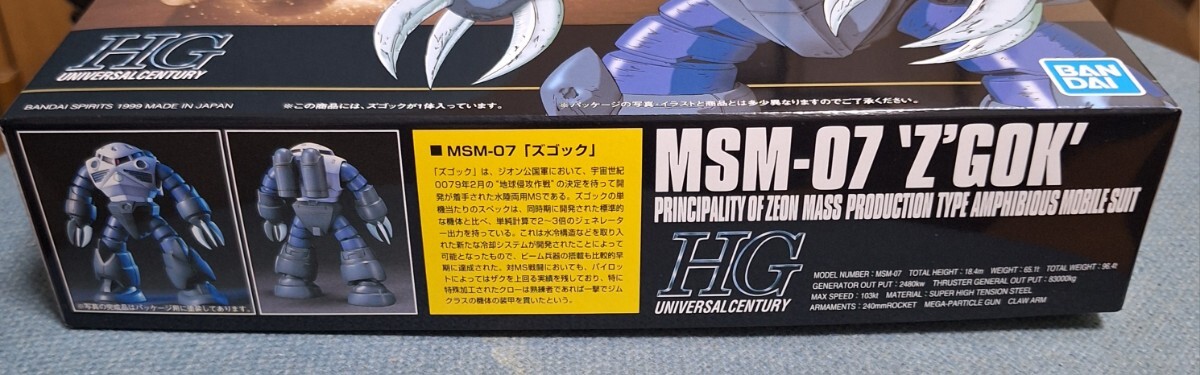 HG
UNIVERSAL CENTURY
BANDAI SPIRITS 1999 MADE IN JAPAN
※この商品には、ズゴックが1体入っています。
※パッケージの写真・イラストと商品とは多少異なりますのでご了承ください。
BAN
DAI
※写真の完成品はパッケージ用に塗装してあります。
■ MSM-07「ズゴック」
「ズゴック」は、ジオン公国軍において、宇宙世紀
0079年2月の“地球侵攻作戦”の決定を持って開
発が着手された水陸両用MSである。ズゴックの単
機当たりのスペックは、同時期に開発された標準的
な機体と比べ、単純計算で2〜3倍のジェネレータ
ー出力を持っている。これは水冷構造などを取り入
れた新たな冷却システムが開発されたことによって
可能となったもので、ビーム兵器の搭載も比較的早
期に達成された。対MS戦闘においても、パイロッ
トによってはザクを上回る実績を残しており、特に
特殊加工されたクローは熟練者であれば一撃でジム
クラスの機体の装甲を貫いたという。
MSM-07 'Z'GOK'
PRINCIPALITY OF ZEON MASS PRODUCTION TYPE AMPHIBIOUS MOBILE SUIT
HG
UNIVERSAL CENTURY
MODEL NUMBER : MSM-07 TOTAL HEIGHT : 18.4m WEIGHT : 65.1t TOTAL WEIGHT : 96.4t
GENERATOR OUT PUT : 2480kw THRUSTER GENERAL OUT PUT : 83000kg
MAX SPEED : 103kt MATERIAL : SUPER HIGH TENSION STEEL
ARMAMENTS : 240mmROCKET MEGA-PARTICLE GUN CLAW ARM